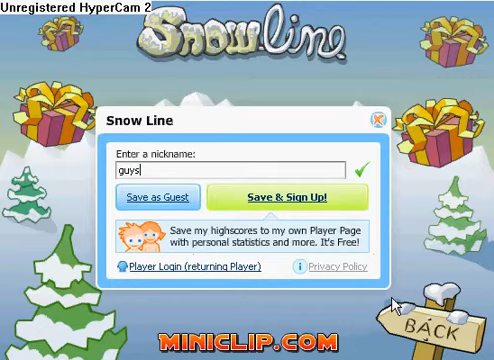 Unregistered HyperCam 2
Snow line
Snow Line
Enter a nickname:
guys
Save as Guest
Save & Sign Up!
Save my highscores to my own Player Page
with personal statistics and more. It's Free!
Player Login (returning Player)
i Privacy Policy
BACK
MINICLIP.COM